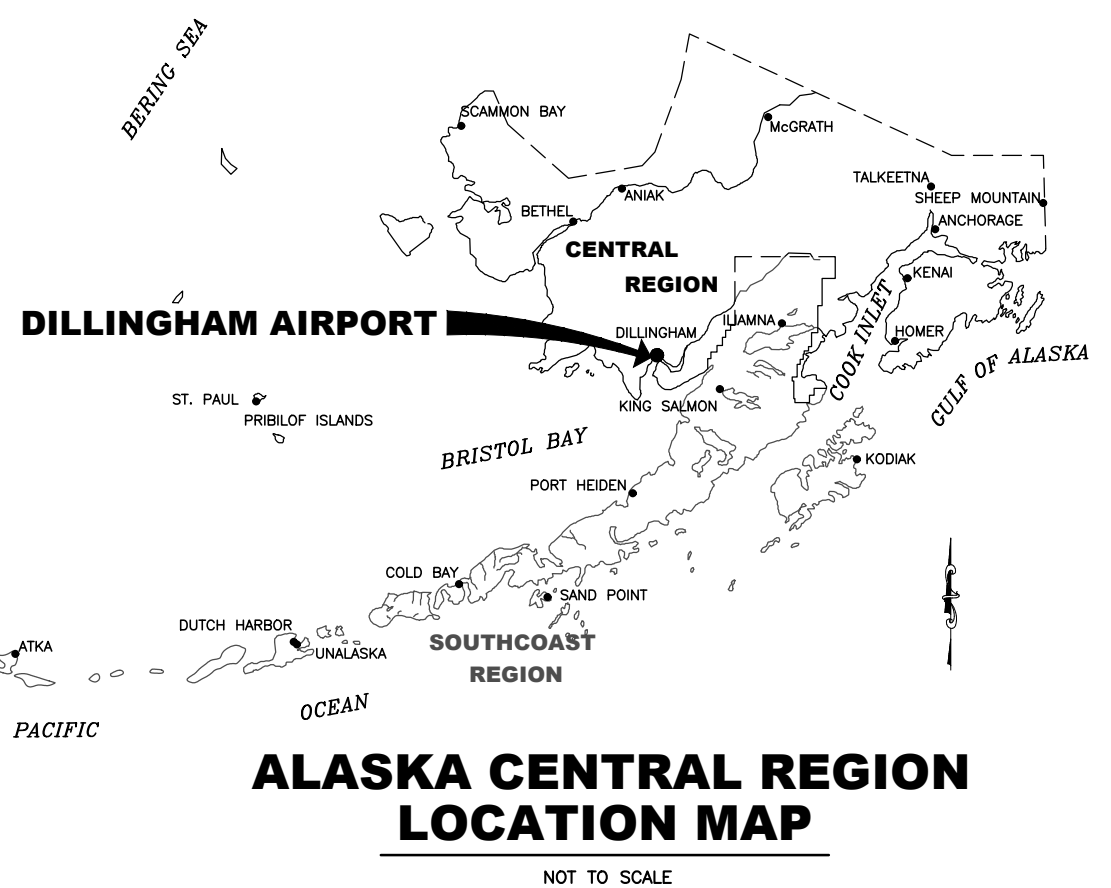 BERING SEA
SCAMMON BAY
McGRATH
TALKEETNA
SHEEP MOUNTAIN
ANIAK
BETHEL
ANCHORAGE
CENTRAL
REGION
KENAI
DILLINGHAM AIRPORT
DILLINGHAM
ILIAMNA
COOK INLET
HOMER
GULF OF ALASKA
ST. PAUL
PRIBILOF ISLANDS
KING SALMON
BRISTOL BAY
KODIAK
PORT HEIDEN
COLD BAY
SAND POINT
DUTCH HARBOR
UNALASKA
SOUTHCOAST
REGION
ATKA
PACIFIC
OCEAN
ALASKA CENTRAL REGION
LOCATION MAP
NOT TO SCALE